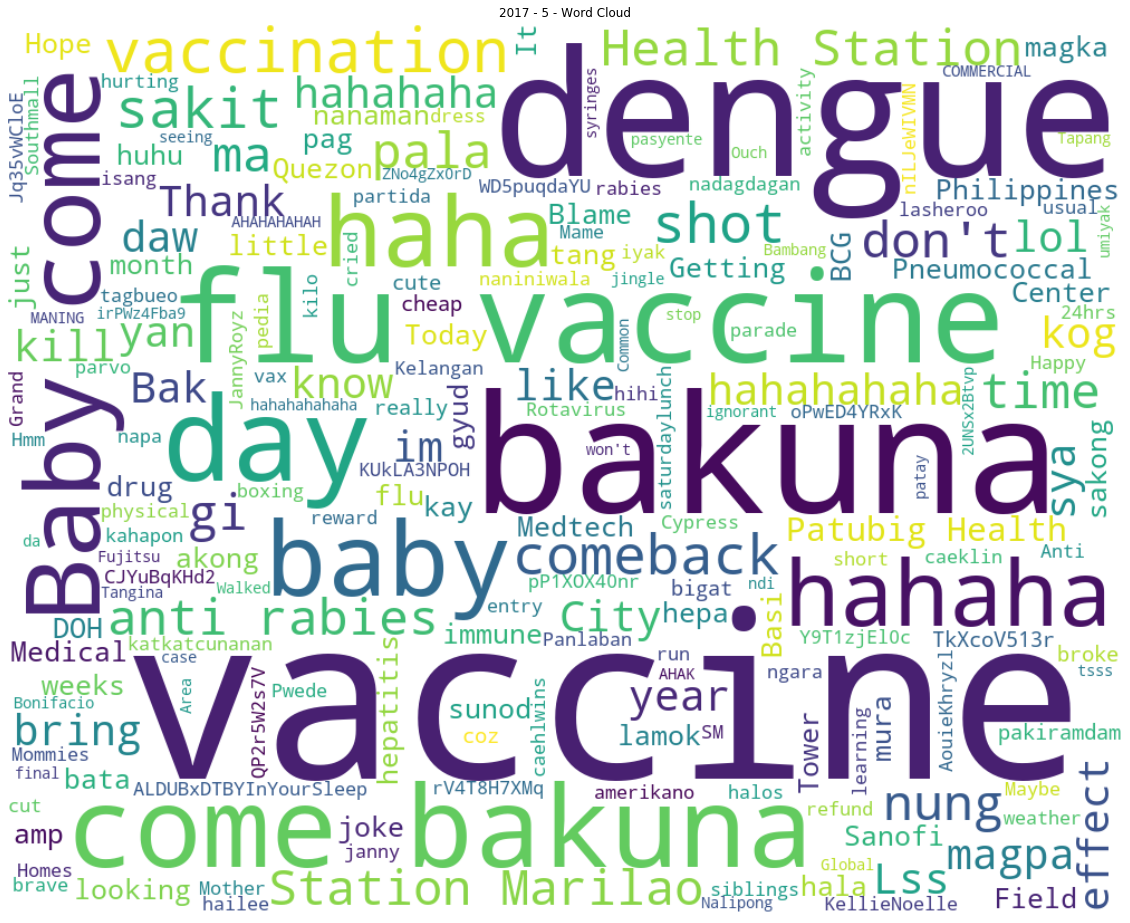 2017 - 5 - Word Cloud
Hope
vaccination
It
Health Station
magka
hurting
COMMERCIAL
Jq35vWCloE
Southmall
come
sakit
hahahaha
nanaman
dress
dengue
syringes
activity
nILJeWIVMN
seeing
huhu
ma
pag
pala
pasyente
Ouch
Tapang
isang
Quezon
ZNo4gZxOrD
WD5puqdaYU
rabies
nadagdagan
Philippines
Thank
partida
AHAHAHAHAH
haha
Blame
Mame
shot
lasheroo
usual
umiyak
daw
little
cried
tang
iyak
Bambang
BCG
don't
lol
just
month
kilo
cute
naniniwala
jingle
Getting
Pneumococcal
Center
tagbueo
irPWz4Fba9
MANING
flu vaccine
cheap
stop
parade
24hrs
kill
yan
JannyRoyz
pedia
Today
Common
kog
parvo
Kelangan
Happy
Grand
Baby
Bak
vax
know
like
hihi
hahahahaha
time
hahahahahaha
really
gyud
Rotavirus
ignorant
oPwED4YRxK
2UNSx2Btvp
Hmm
napa
day
im
KUkLA3NPOH
bakuna
won't
saturdaylunch
patay
sya
sakong
drug
gi
boxing
flu
kay
physical
reward
Medtech
Cypress
Patubig Health
da
kahapon
Fujitsu
akong
baby
comeback
short
caeklin
Anti
CJYuBqKHd2
Tangina
Walked
pP1XOX4Onr
bigat
ndi
hahaha
DOH
anti rabies
entry
City
hepa
Basi
katkatcunanan
immune
Panlaban
Y9T1zjEl0c
TkXcoV513r
Medical
case
vaccine
run
AHAK
ngara
broke
tsss
weeks
Area
QP2r5W2s7V
Pwede
hepatitis
year
Bonifacio
sunod
caehlwins
Tower
learning
mura
AouieKhryzl
bring
coz
lamok
SM
pakiramdam
Mommies
final
bata
ALDUBxDTBYInYourSleep
rV4T8H7XMq
amerikano
halos
Maybe
effect
cut
come bakuna
refund
nung
weather
amp
joke
Sanofi
Homes
janny
Global
magpa
brave
looking
Mother
hailee
Station Marilao
siblings
Nalipong
hala
KellieNoelle
Lss
Field